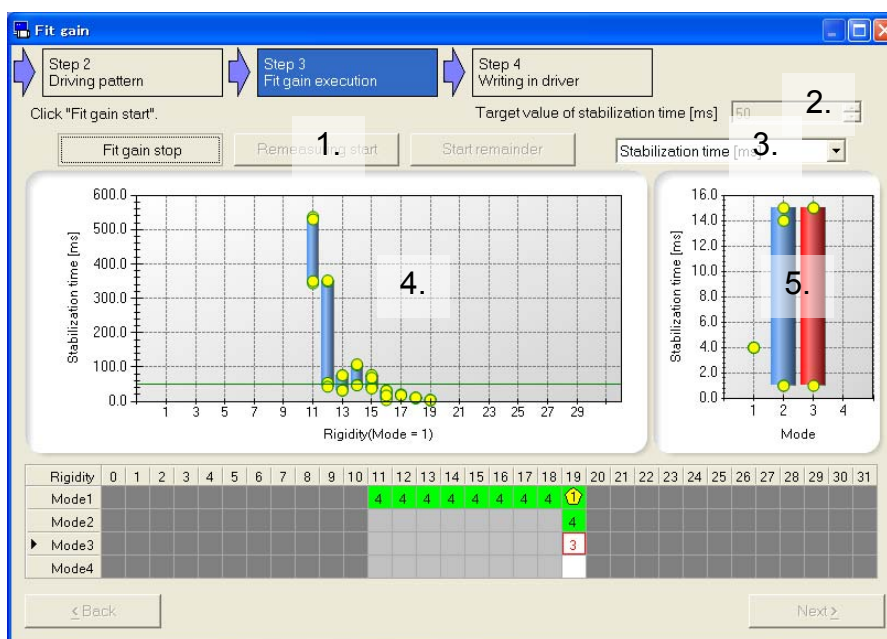 Fit gain
Step 2
Driving pattern
Step 3
Fit gain execution
Step 4
Writing in driver
Click "Fit gain start".
Target value of stabilization time [ms]
50
2.
1.
3.
Fit gain stop
Remeasuring start
Start remainder
Stabilization time [ms]
600.0
500.0
400.0
300.0
200.0
100.0
0.0
Stabilization time [ms]
4.
1 3 5 7 9 11 13 15 17 19 21 23 25 27 29
Rigidity(Mode = 1)
16.0
14.0
12.0
10.0
8.0
6.0
4.0
2.0
0.0
Stabilization time [ms]
5.
1 2 3 4
Mode
Rigidity 0 1 2 3 4 5 6 7 8 9 10 11 12 13 14 15 16 17 18 19 20 21 22 23 24 25 26 27 28 29 30 31
Mode1 4 4 4 4 4 4 4 4 1
Mode2 4
Mode3 3
Mode4
< Back
Next >